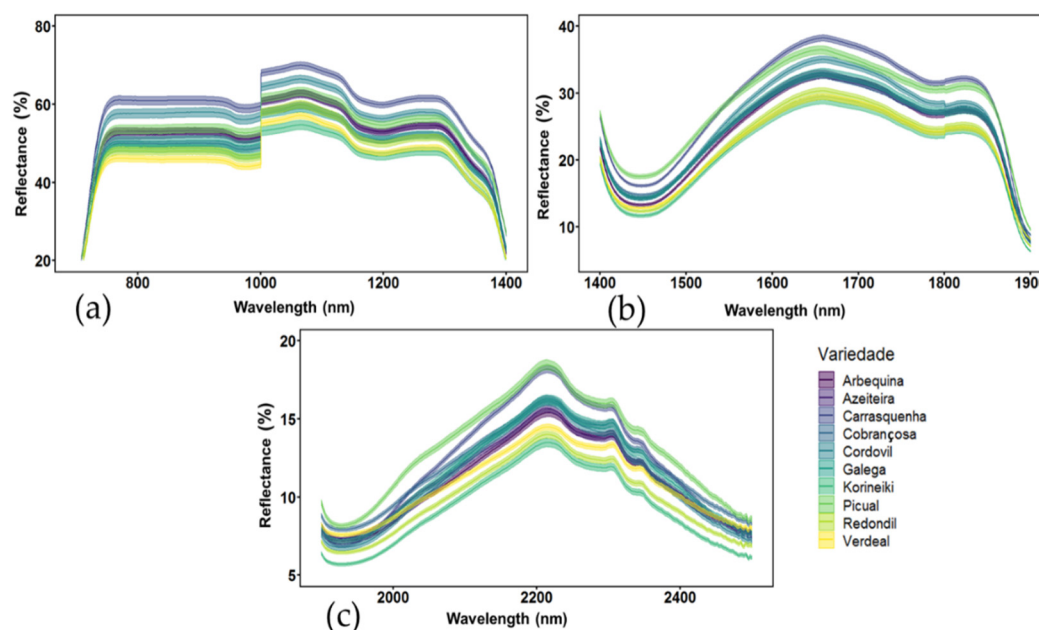 80
60
40
20
Reflectance (%)
800
1000
1200
1400
Wavelength (nm)
(a)
40
30
20
10
Reflectance (%)
1400
1500
1600
1700
1800
190
Wavelength (nm)
(b)
20
15
10
5
Reflectance (%)
2000
2200
2400
Wavelength (nm)
(c)
Variedade
Arbequina
Azeiteira
Carrasquenha
Cobrançosa
Cordovil
Galega
Korineiki
Picual
Redondil
Verdeal